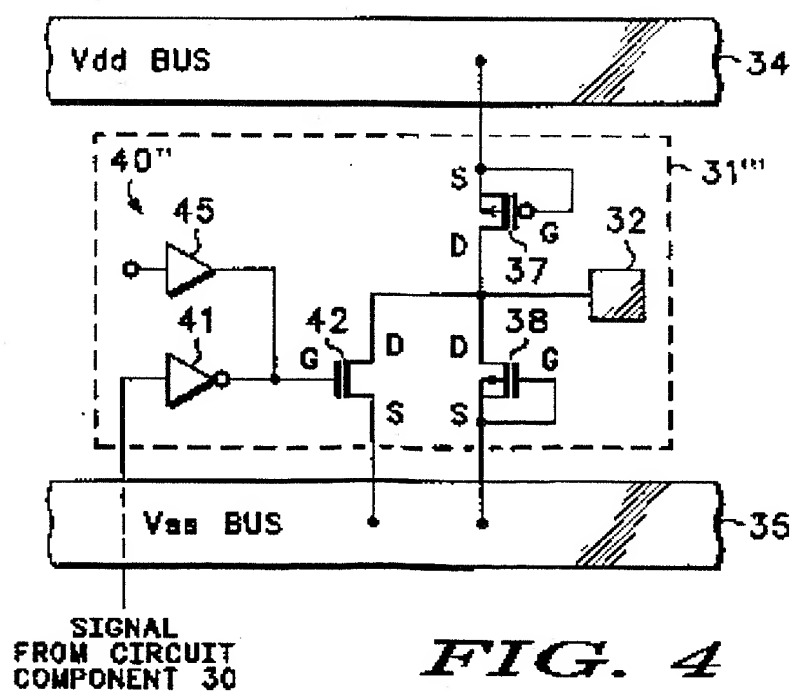 Vdd BUS
34
40"
31'''
S
45
G
32
D
37
41
42
38
G
D
D
G
S
S
Vss BUS
36
SIGNAL
FROM CIRCUIT
COMPONENT 30
FIG. 4